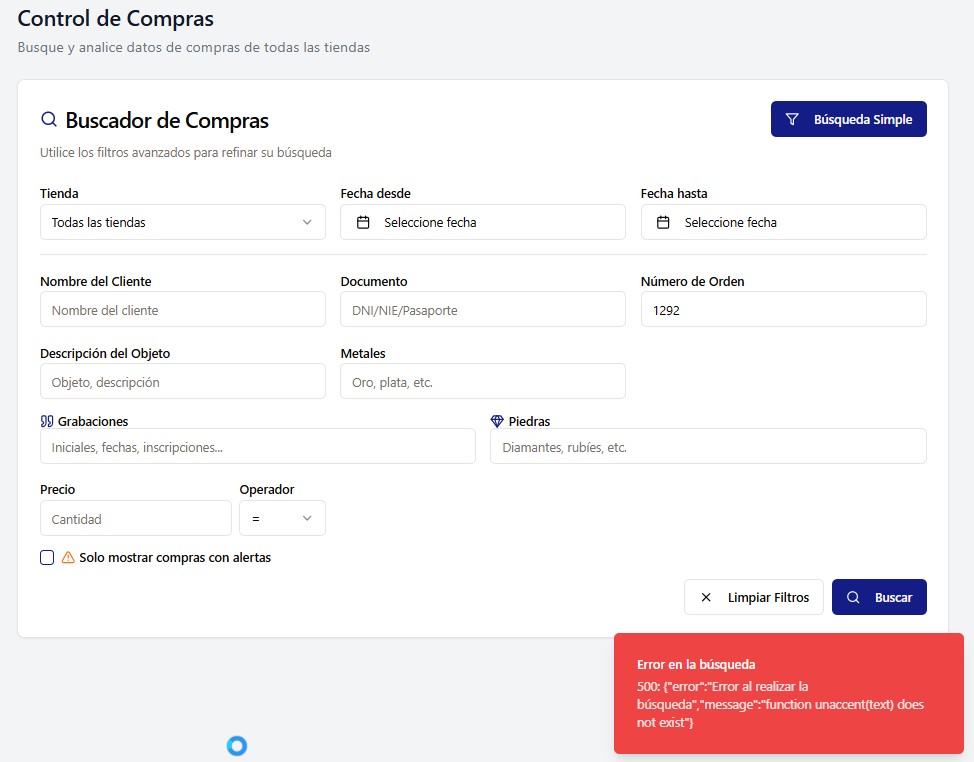 Control de Compras
Busque y analice datos de compras de todas las tiendas
Buscador de Compras
Búsqueda Simple
Utilice los filtros avanzados para refinar su búsqueda
Tienda
Fecha desde
Fecha hasta
Todas las tiendas
Seleccione fecha
Seleccione fecha
Nombre del Cliente
Documento
Número de Orden
Nombre del cliente
DNI/NIE/Pasaporte
1292
Descripción del Objeto
Metales
Objeto, descripción
Oro, plata, etc.
Grabaciones
Piedras
Iniciales, fechas, inscripciones...
Diamantes, rubíes, etc.
Precio
Operador
Cantidad
=
Solo mostrar compras con alertas
Limpiar Filtros
Buscar
Error en la búsqueda
500: {"error":"Error al realizar la
búsqueda","message":"function unaccent(text) does
not exist"}